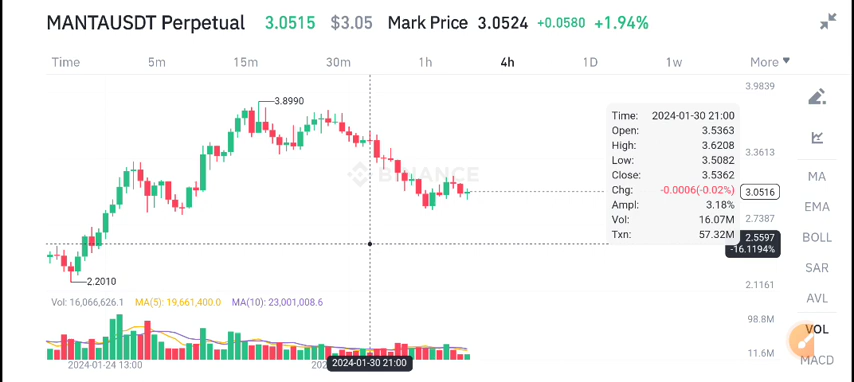 MANTAUSDT Perpetual 3.0515 $3.05 Mark Price 3.0524 +0.0580 +1.94%
Time 5m 15m 30m 1h 4h 1D 1w More
3.9839
3.8990
Time: 2024-01-30 21:00
Open: 3.5363
High: 3.6208
Low: 3.5082
Close: 3.5362
Chg: -0.0006(-0.02%)
Ampl: 3.18%
Vol: 16.07M
Txn: 57.32M
3.3613
BINANCE
3.0516
2.7387
2.5597
-16.1194%
2.2010
2.1161
MA
EMA
BOLL
SAR
AVL
VOL
MACD
Vol: 16,066,626.1 MA(5): 19,661,400.0 MA(10): 23,001,008.6
98.8M
11.6M
2024-01-24 13:00
2024-01-30 21:00